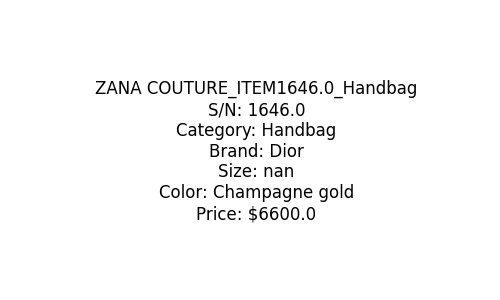 ZANA COUTURE_ITEM1646.0_Handbag
S/N: 1646.0
Category: Handbag
Brand: Dior
Size: nan
Color: Champagne gold
Price: $6600.0